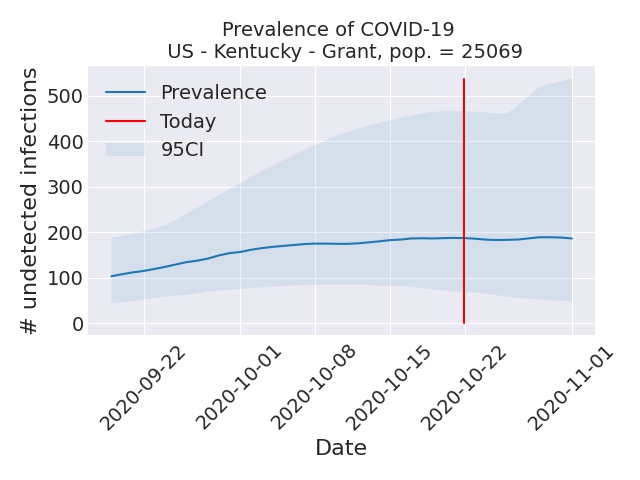 Prevalence of COVID-19
US - Kentucky - Grant, pop. = 25069
# undetected infections
500
400
300
200
100
0
Prevalence
Today
95CI
2020-09-22
2020-10-01
2020-10-08
2020-10-15
2020-10-22
2020-11-01
Date